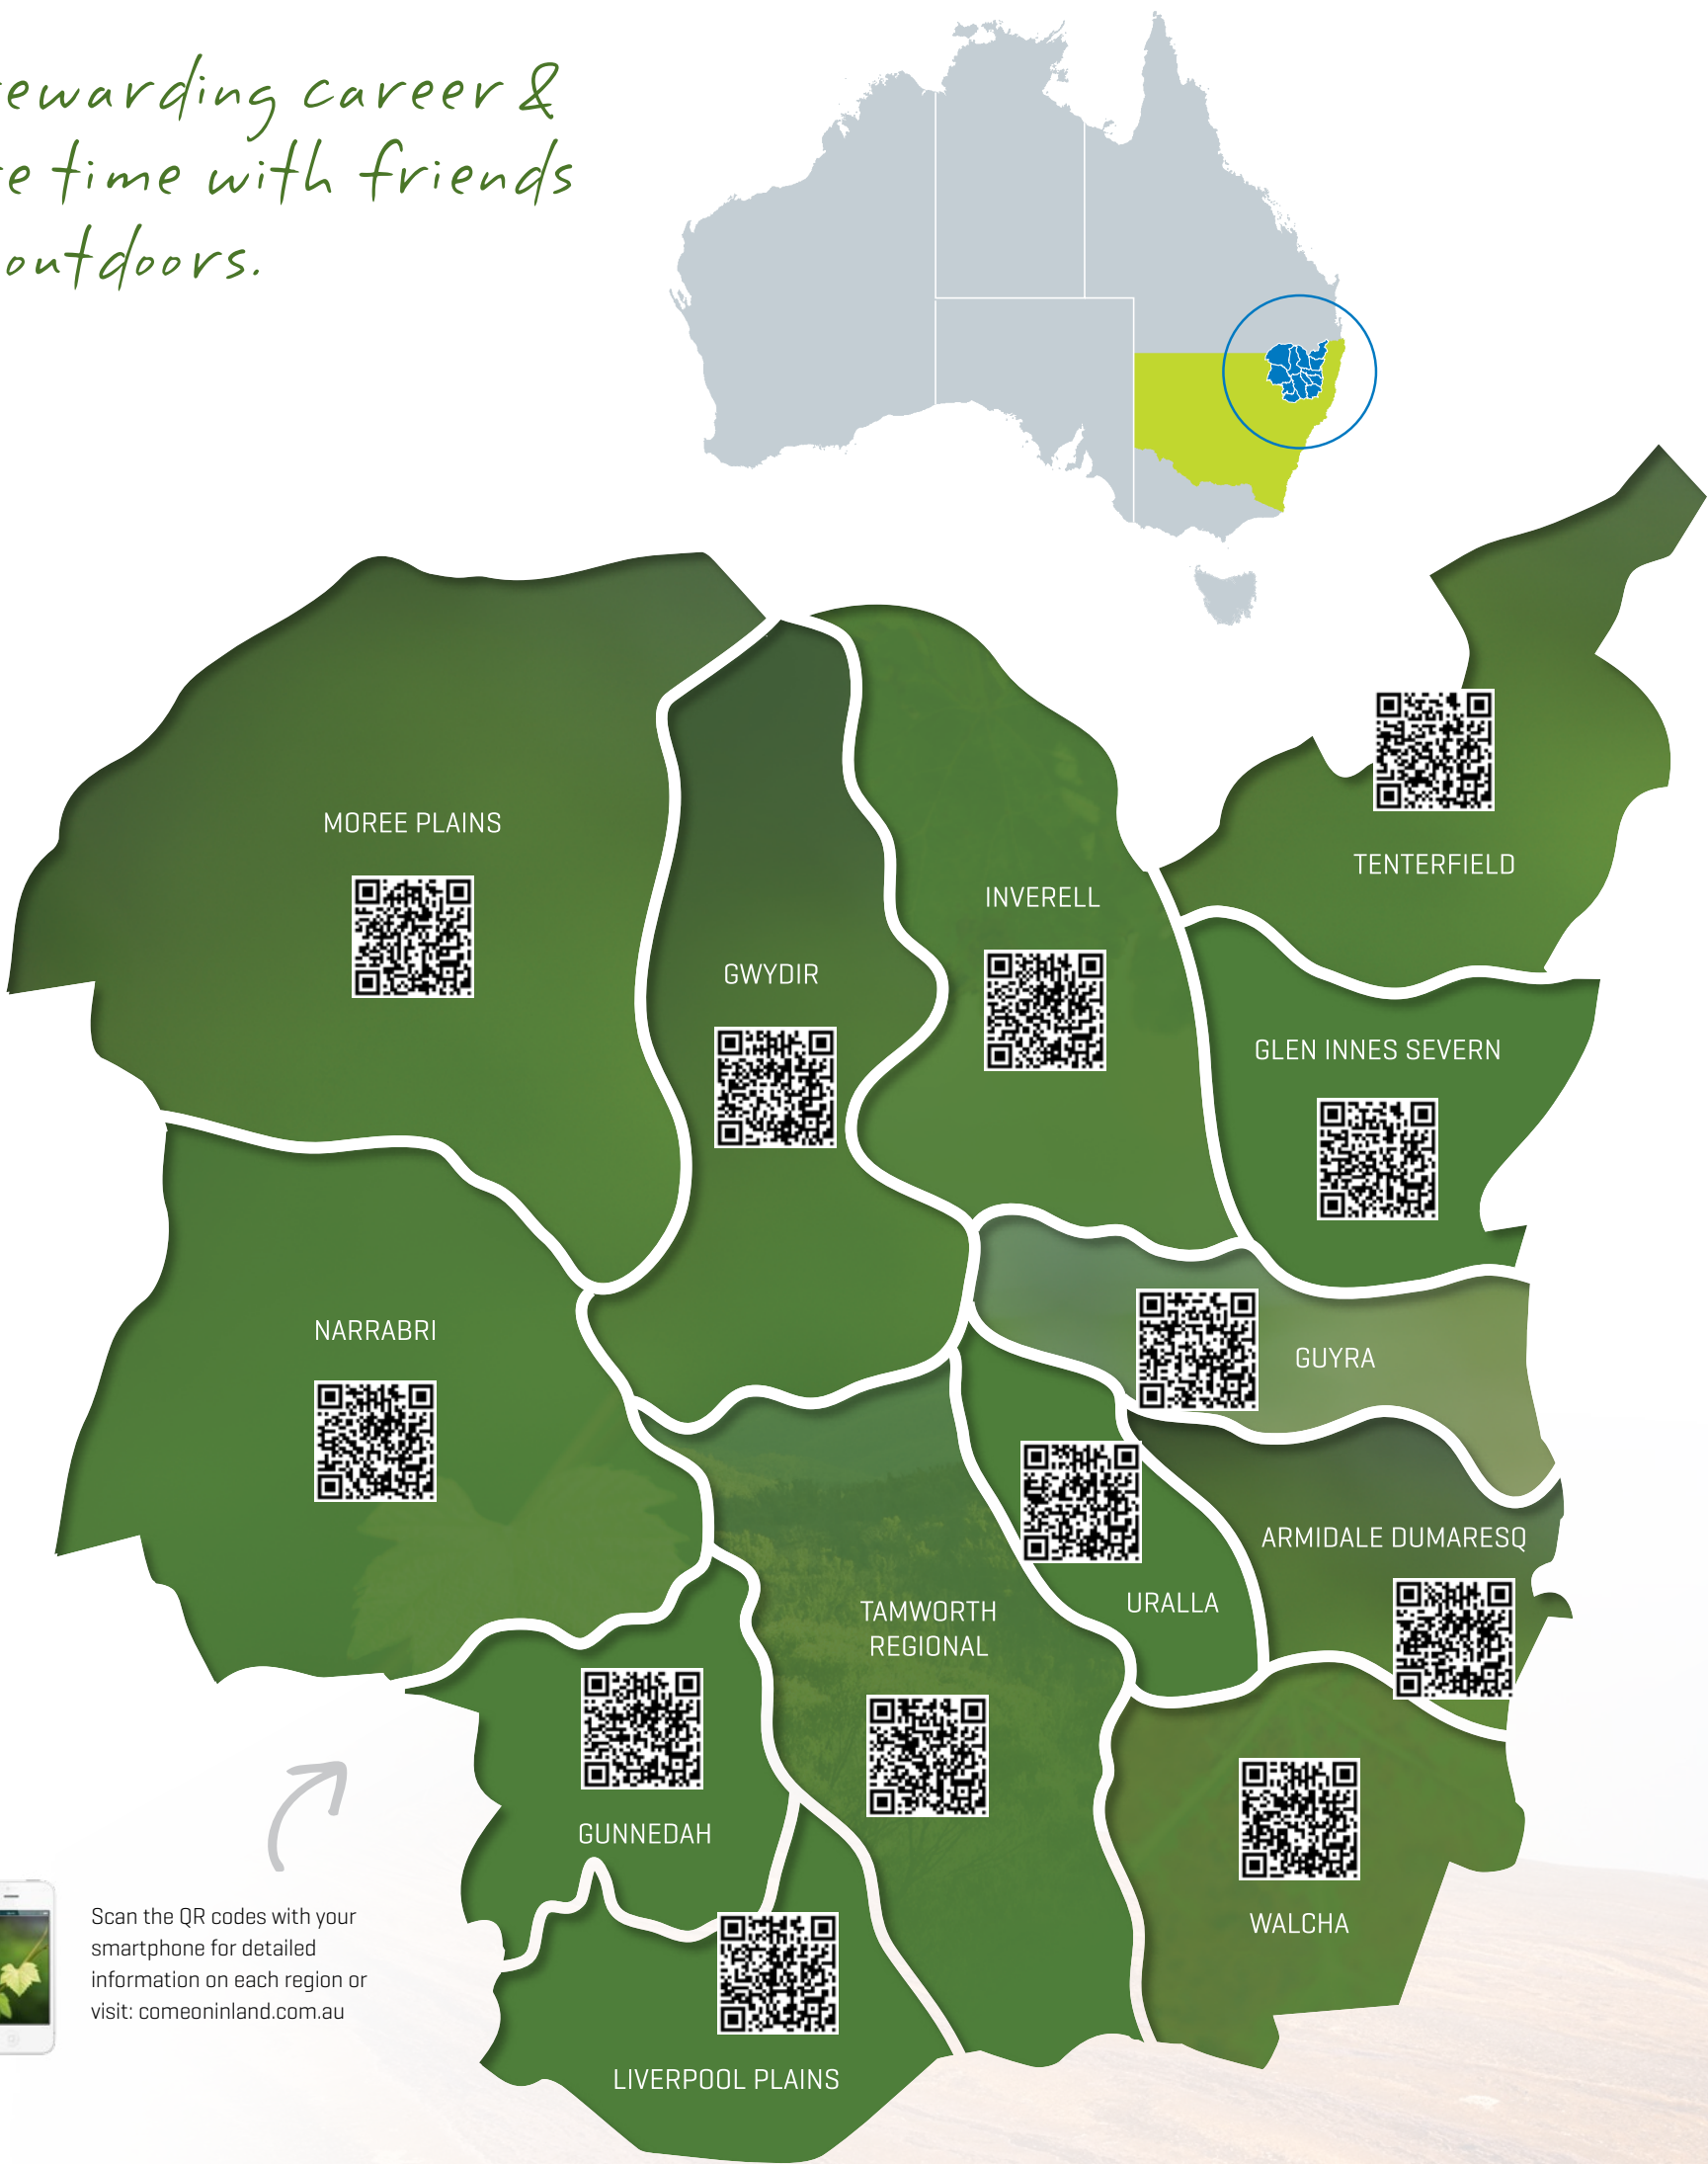 ewarding career &
e time with friends
outdoors.
MOREE PLAINS
TENTERFIELD
INVERELL
GWYDIR
GLEN INNES SEVERN
NARRABRI
GUYRA
ARMIDALE DUMARESQ
URALLA
TAMWORTH
REGIONAL
GUNNEDAH
WALCHA
LIVERPOOL PLAINS
Scan the QR codes with your
smartphone for detailed
information on each region or
visit: comeoninland.com.au